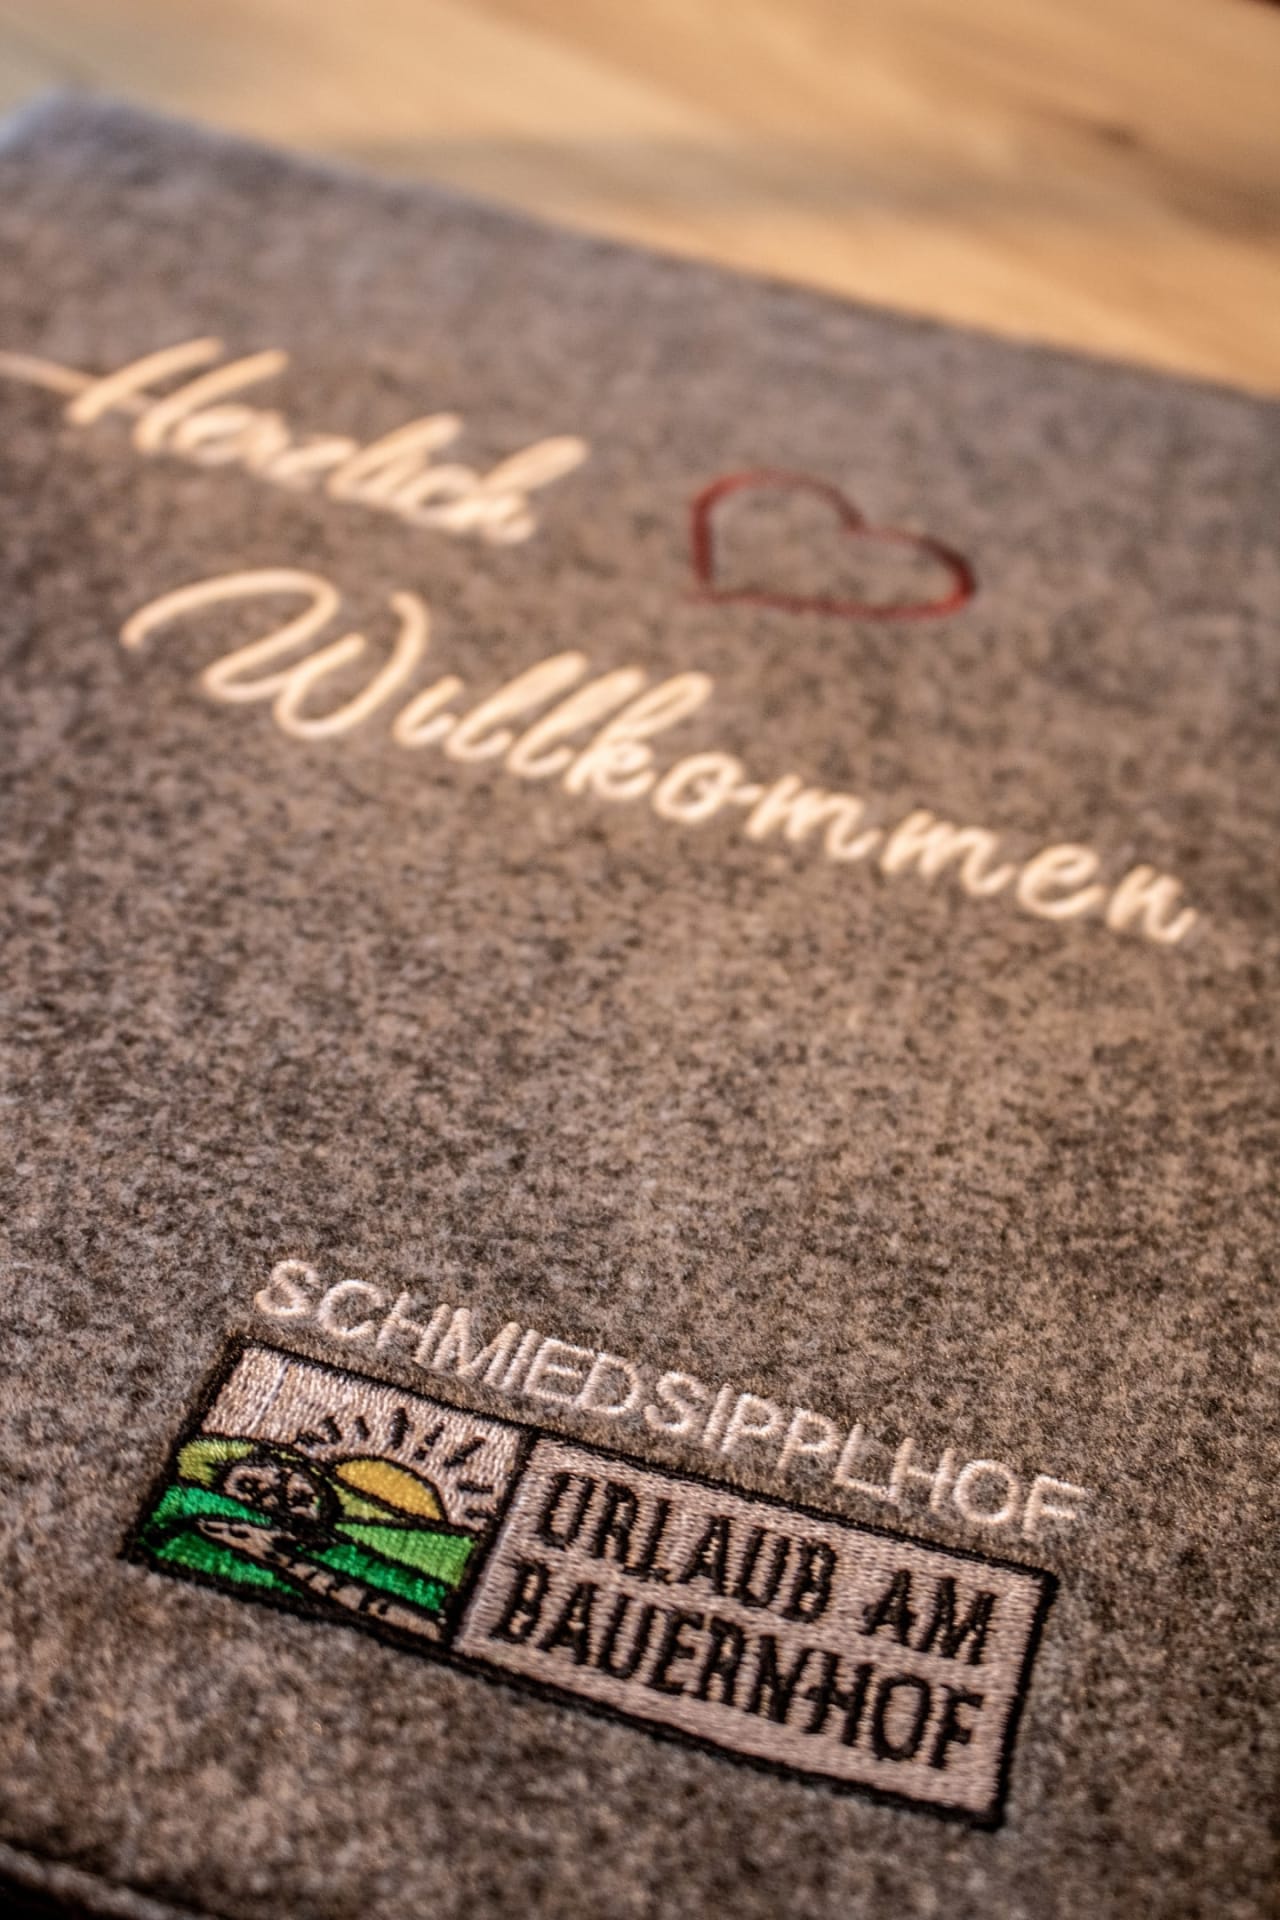 Herzlich
Willkommen
SCHMIEDSIPPLHOF
URLAUB AM
BAUERNHOF